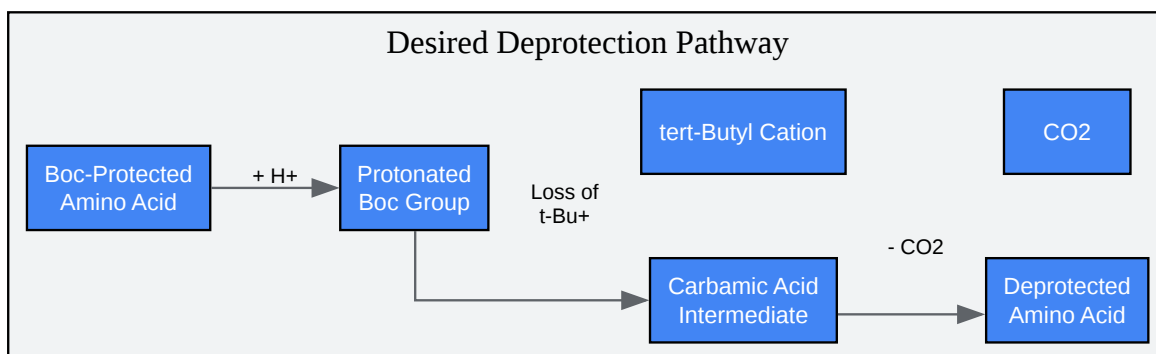 Desired Deprotection Pathway
tert-Butyl Cation
CO2
Boc-Protected
Amino Acid
+ H+
Protonated
Boc Group
Loss of
t-Bu+
- CO2
Carbamic Acid
Intermediate
Deprotected
Amino Acid